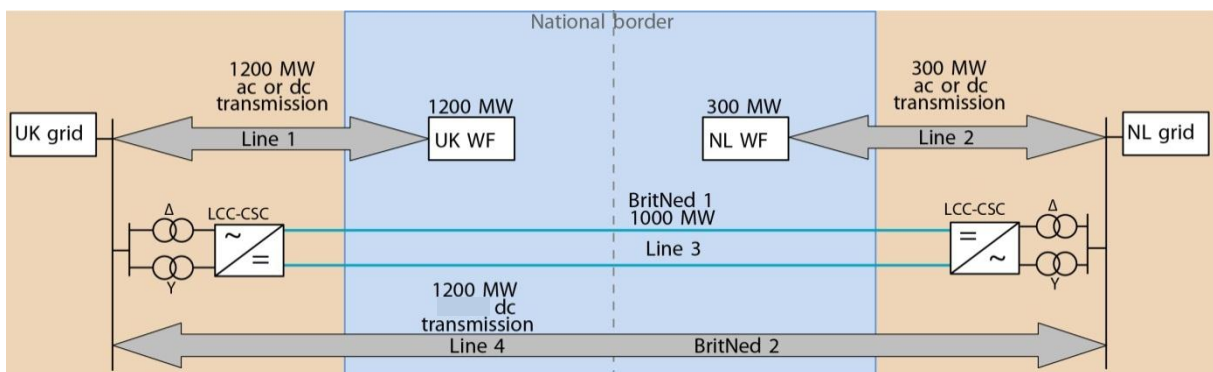 National border
1200 MW
ac or dc
transmission
300 MW
ac or dc
transmission
1200 MW
300 MW
UK grid
Line 1
UK WF
NL WF
Line 2
NL grid
BritNed 1
1000 MW
Δ
LCC-CSC
LCC-CSC
Δ
~
=
=
~
Line 3
Y
Y
1200 MW
dc
transmission
Line 4
BritNed 2